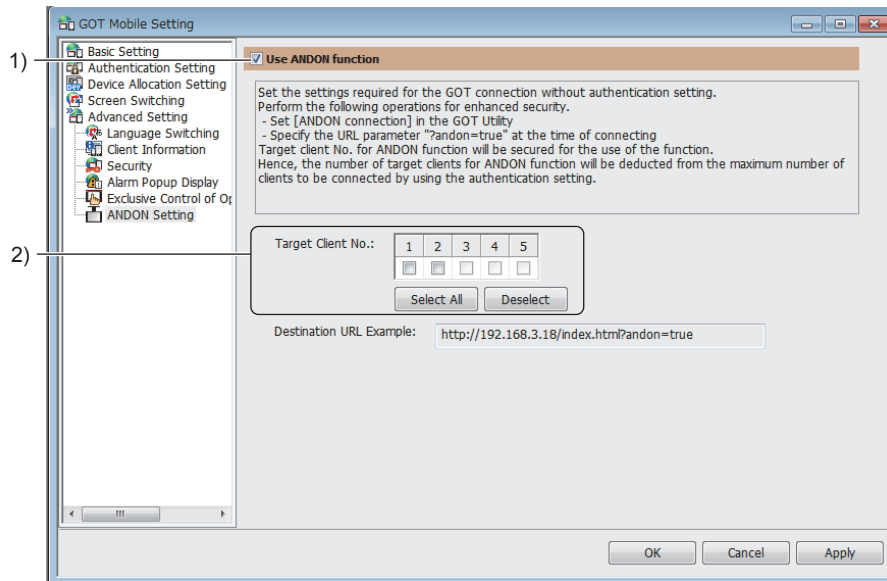 GOT Mobile Setting
1)
Basic Setting
Authentication Setting
Device Allocation Setting
Screen Switching
Advanced Setting
Language Switching
Client Information
Security
Alarm Popup Display
Exclusive Control of Op
ANDON Setting
Use ANDON function
Set the settings required for the GOT connection without authentication setting.
Perform the following operations for enhanced security.
- Set [ANDON connection] in the GOT Utility
- Specify the URL parameter "?andon=true" at the time of connecting
Target client No. for ANDON function will be secured for the use of the function.
Hence, the number of target clients for ANDON function will be deducted from the maximum number of
clients to be connected by using the authentication setting.
2)
Target Client No.: 1 2 3 4 5
Select All Deselect
Destination URL Example: http://192.168.3.18/index.html?andon=true
OK Cancel Apply